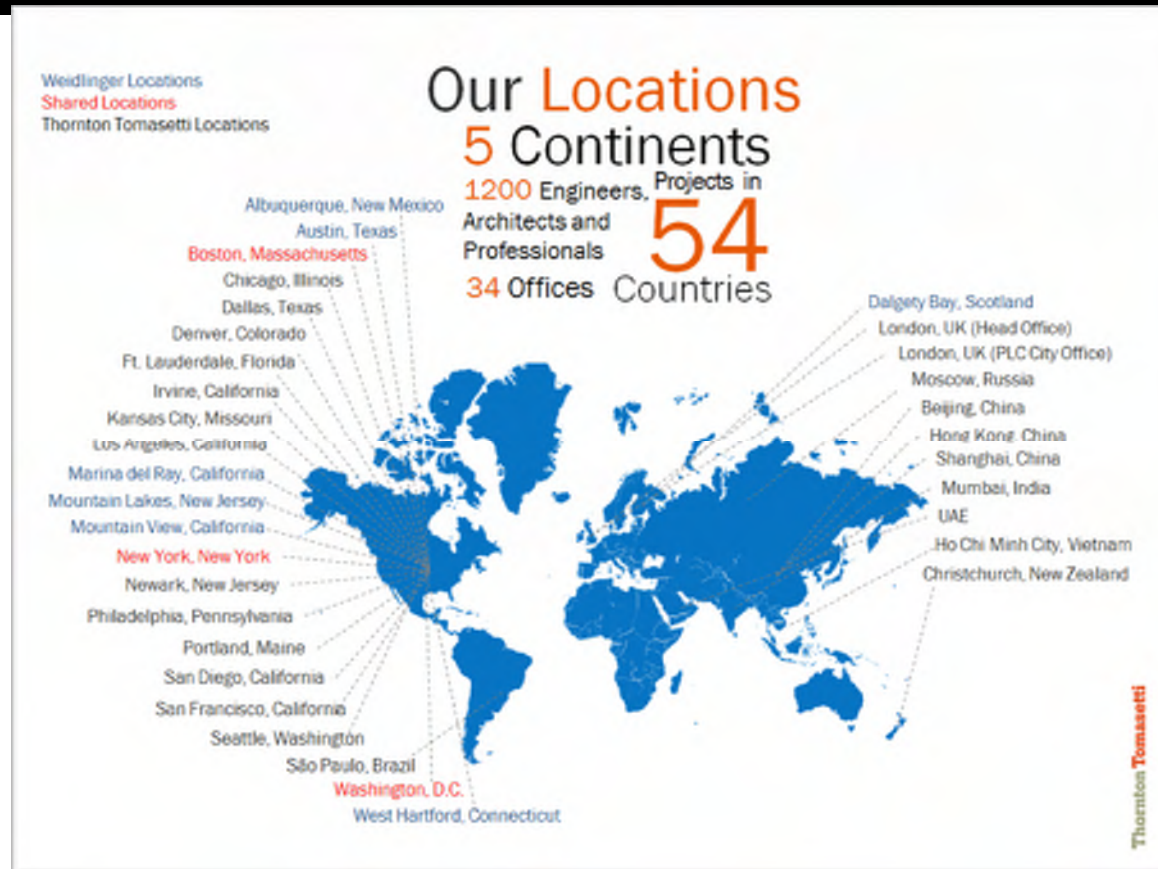 Weidlinger Locations
Shared Locations
Thornton Tomasetti Locations
Our Locations
5 Continents
1200 Engineers,
Architects and
Professionals
34 Offices
Projects in
54
Countries
Albuquerque, New Mexico
Austin, Texas
Boston, Massachusetts
Chicago, Illinois
Dallas, Texas
Denver, Colorado
Ft. Lauderdale, Florida
Irvine, California
Kansas City, Missouri
Los Angeles, California
Marina del Ray, California
Mountain Lakes, New Jersey
Mountain View, California
New York, New York
Newark, New Jersey
Philadelphia, Pennsylvania
Portland, Maine
San Diego, California
San Francisco, California
Seattle, Washington
São Paulo, Brazil
Washington, D.C.
West Hartford, Connecticut
Dalgety Bay, Scotland
London, UK (Head Office)
London, UK (PLC City Office)
Moscow, Russia
Beijing, China
Hong Kong, China
Shanghai, China
Mumbai, India
UAE
Ho Chi Minh City, Vietnam
Christchurch, New Zealand
Thornton Tomasetti